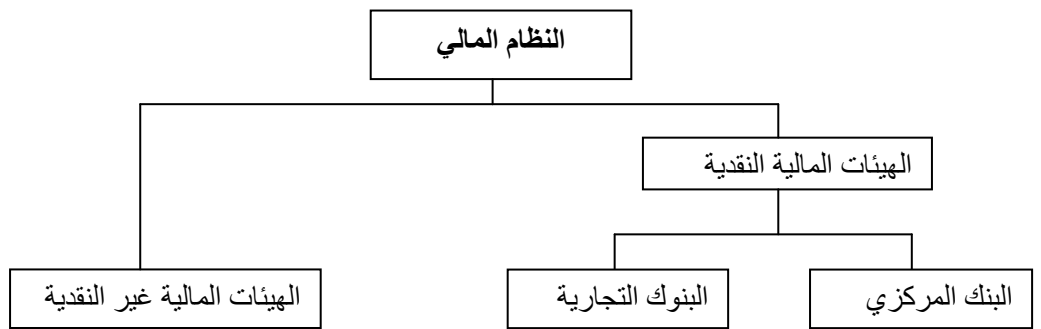 النظام المالي
الهيئات المالية النقدية
البنك المركزي
البنوك التجارية
الهيئات المالية غير النقدية